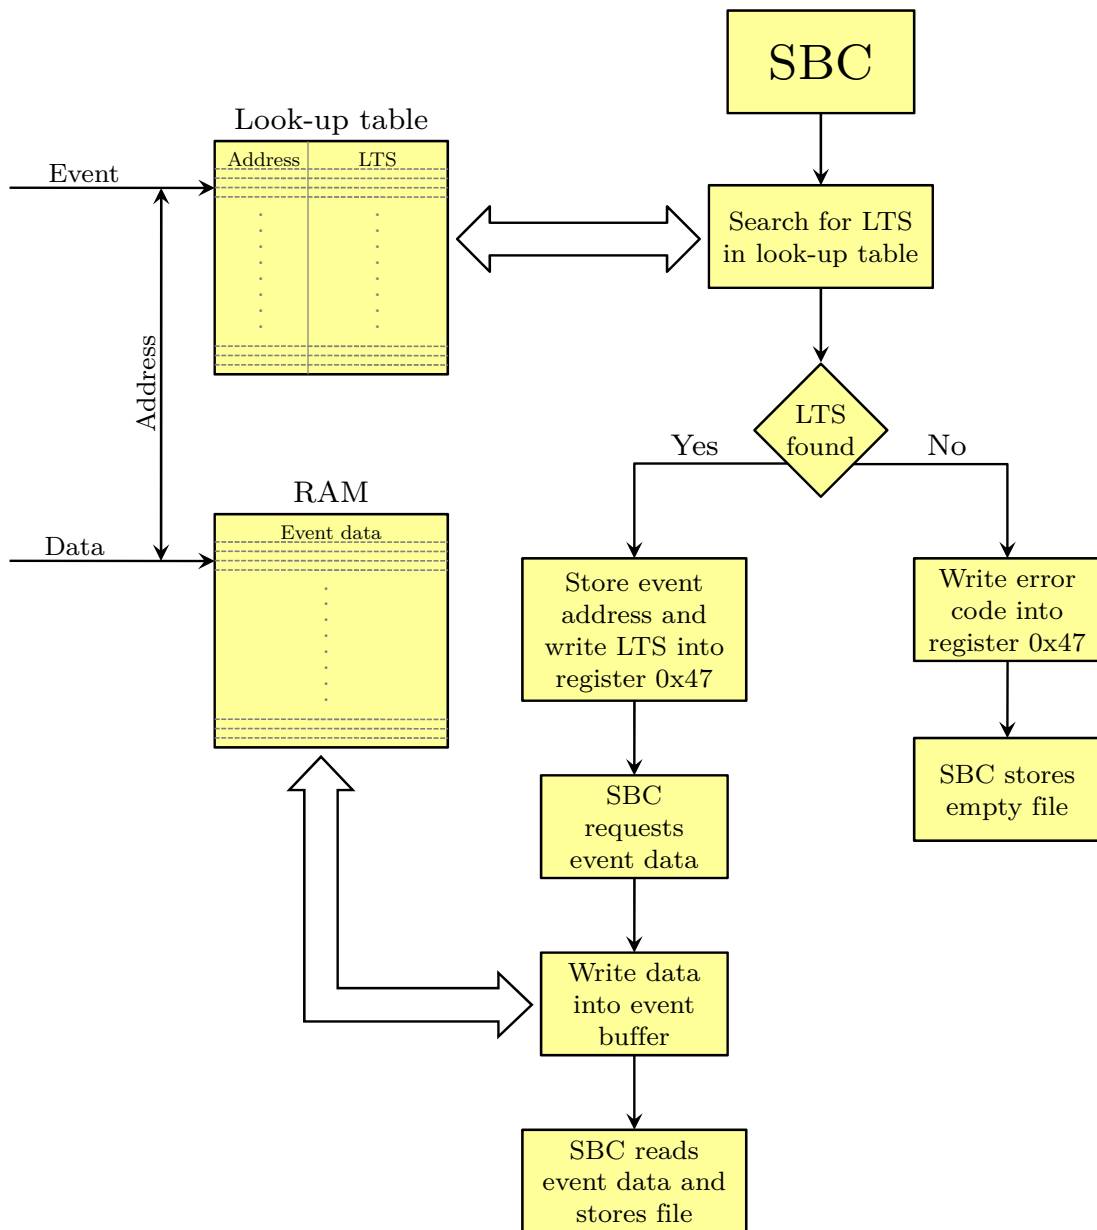 SBC
Look-up table
Address
LTS
Event
Search for LTS
in look-up table
Address
LTS
found
Yes
No
RAM
Event data
Data
Store event
address and
write LTS into
register 0x47
Write error
code into
register 0x47
SBC
requests
event data
SBC stores
empty file
Write data
into event
buffer
SBC reads
event data and
stores file